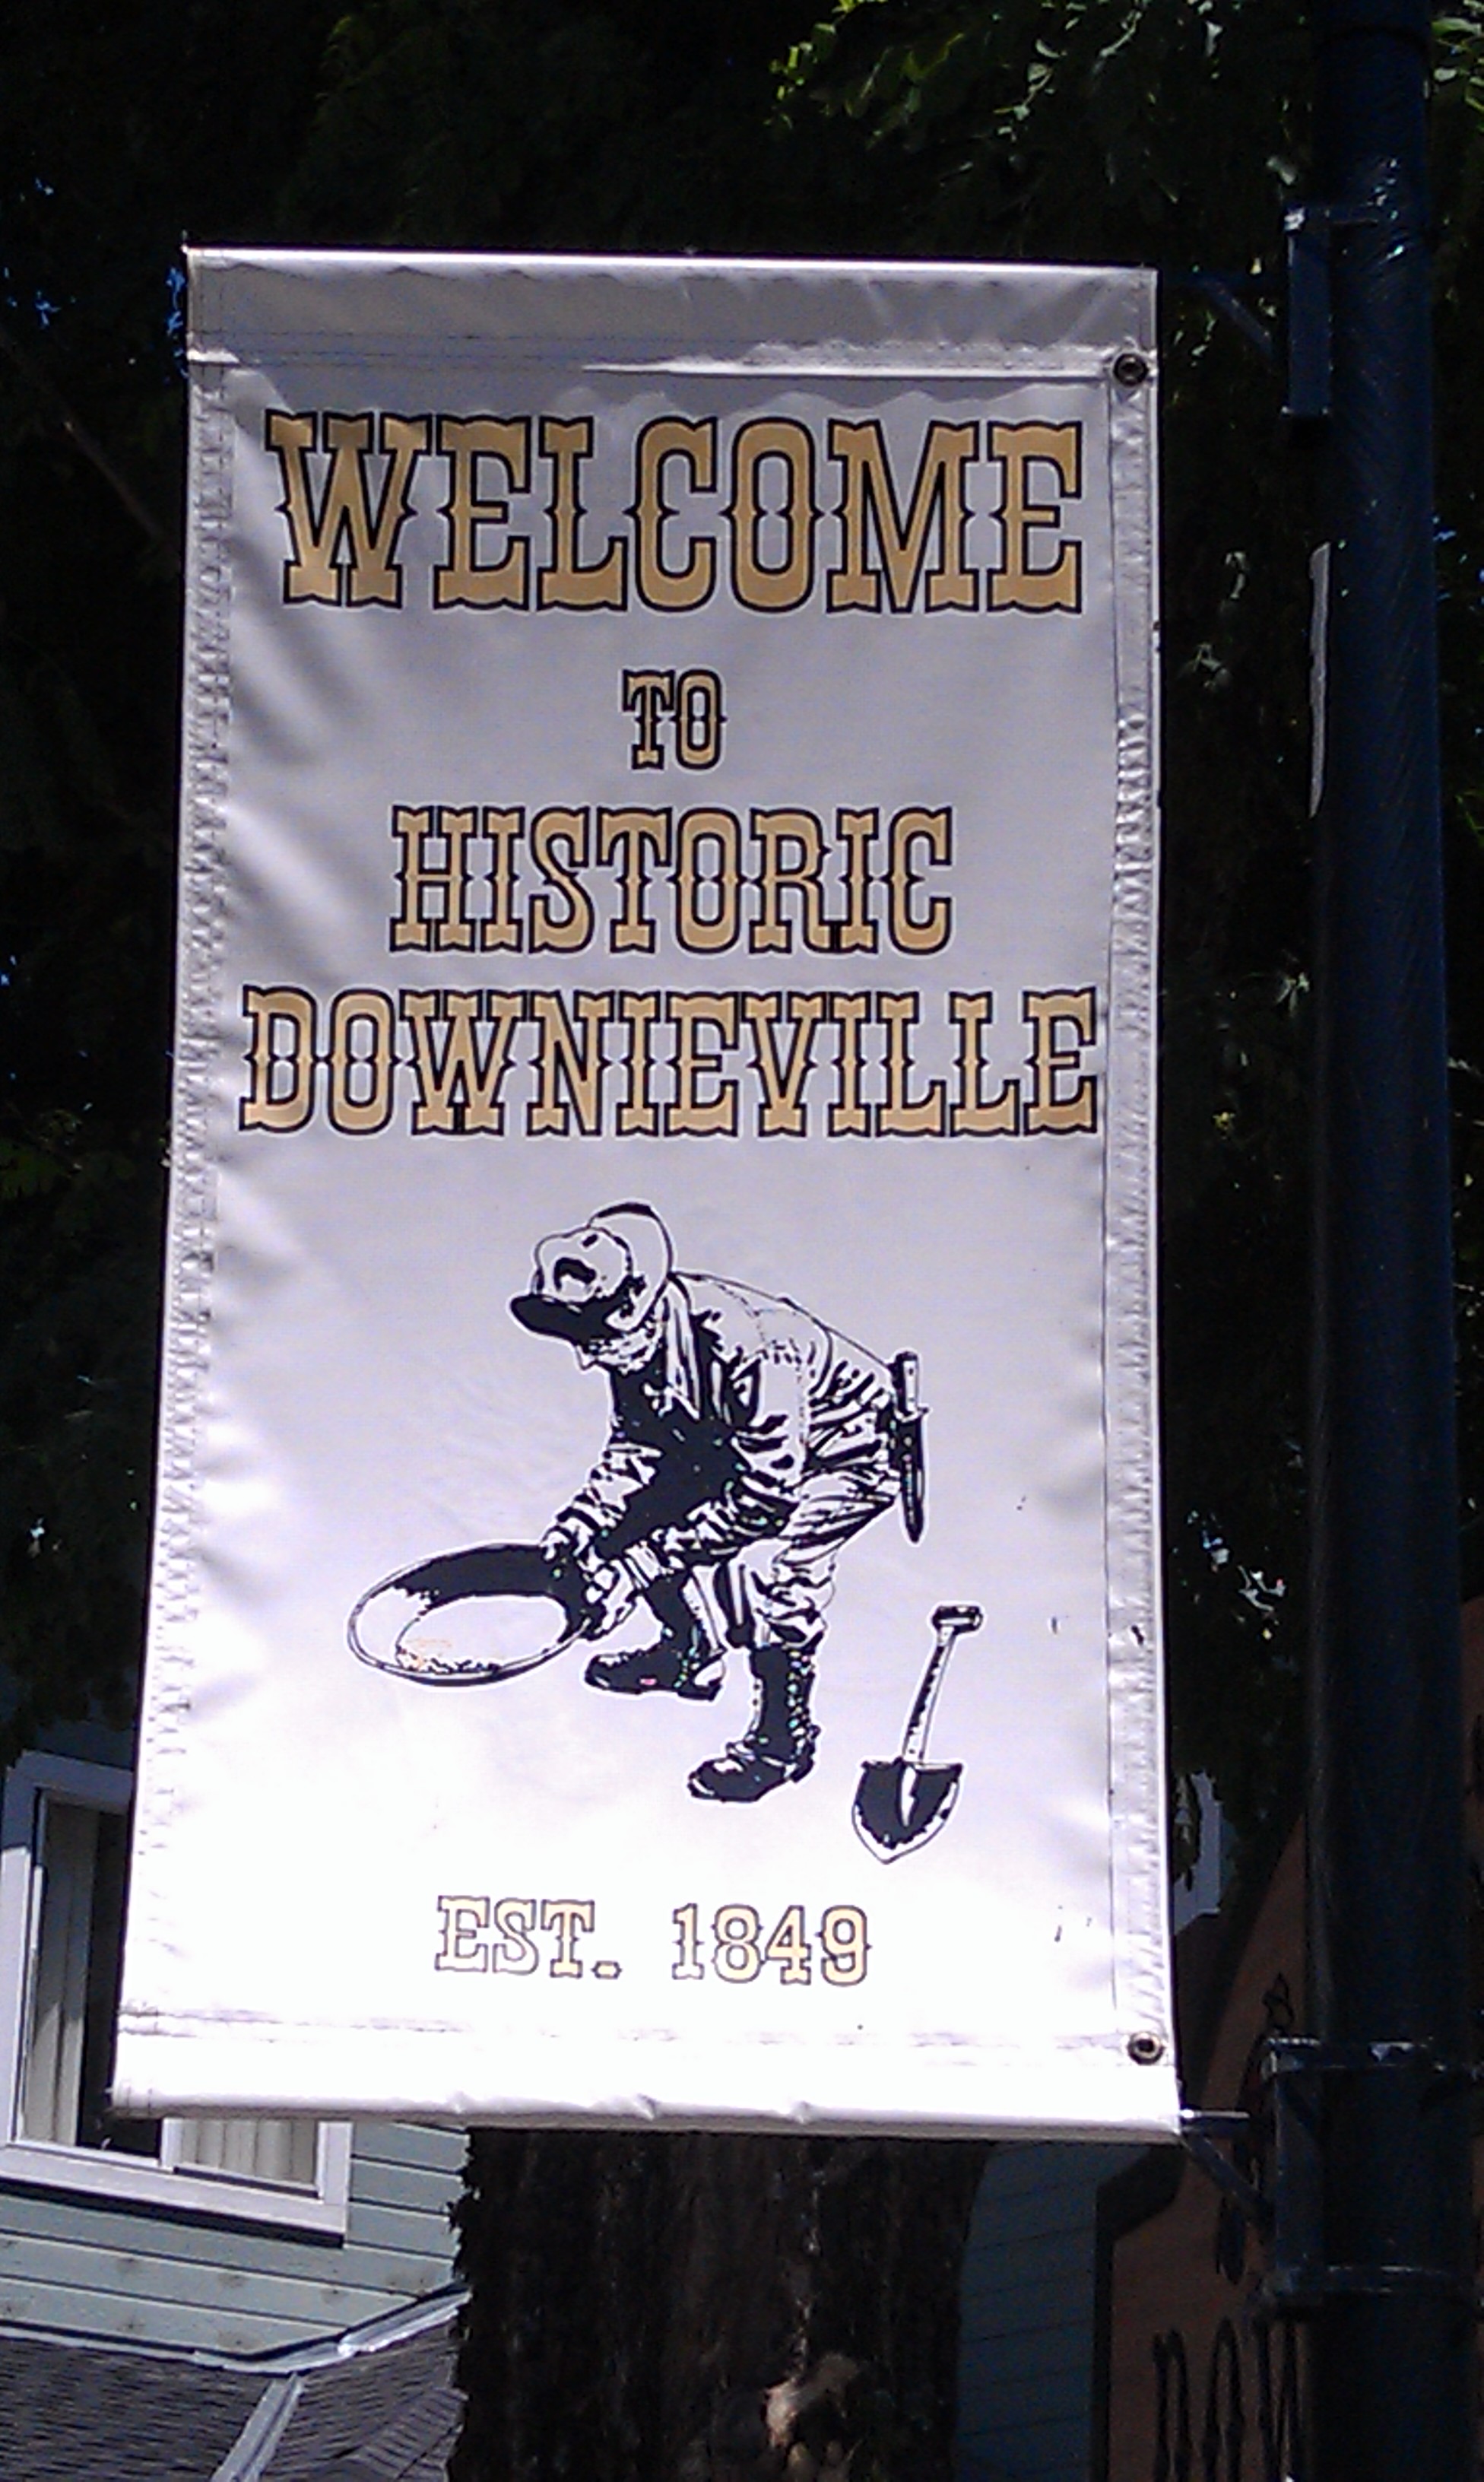 WELCOME
TO
HISTORIC
DOWNIEVILLE
EST. 1849